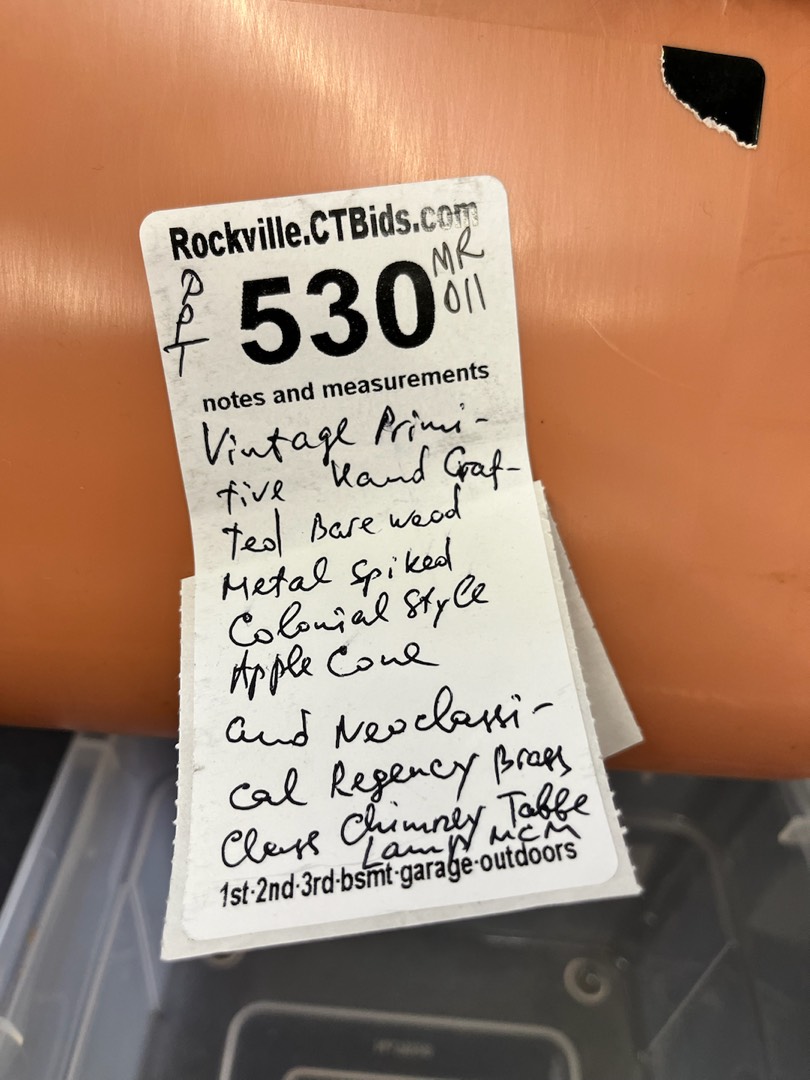 Rockville.CTBids.com
PPT
530
MR
011
notes and measurements
Vintage Primi-
tive Hand Craf-
ted Bare wood
Metal Spiked
Colonial Style
Apple Cone
and Neoclassi-
cal Regency Brass
Chimney Table
Lamp MCM
1st·2nd·3rd·bsmt·garage·outdoors